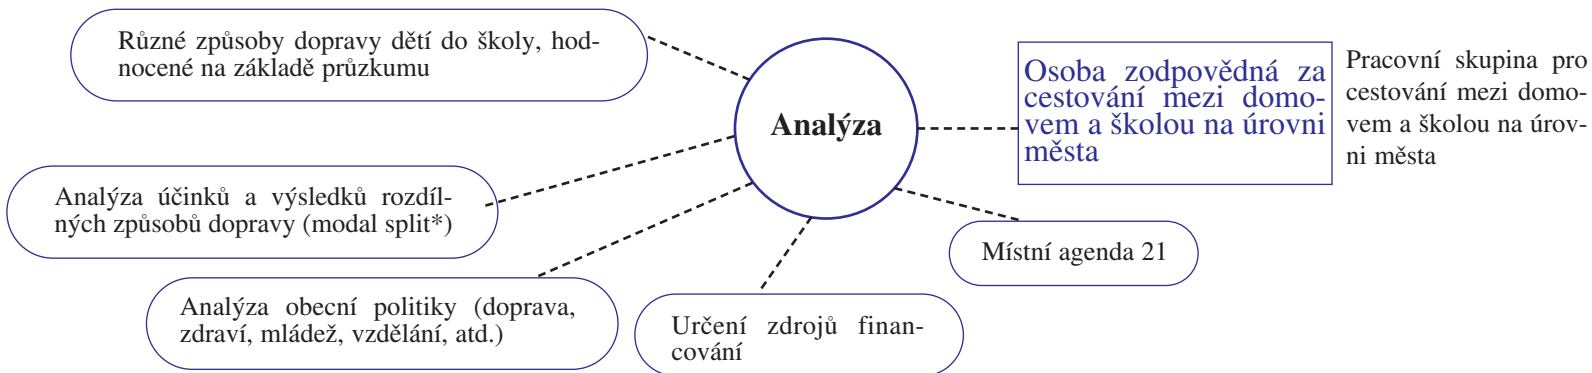 Různé způsoby dopravy dětí do školy, hod-
nocené na základě průzkumu
Analýza
Osoba zodpovědná za
cestování mezi domo-
vem a školou na úrovni
města
Pracovní skupina pro
cestování mezi domo-
vem a školou na úrov-
ni města
Analýza účinků a výsledků rozdíl-
ných způsobů dopravy (modal split*)
Místní agenda 21
Analýza obecní politiky (doprava,
zdraví, mládež, vzdělání, atd.)
Určení zdrojů finan-
cování